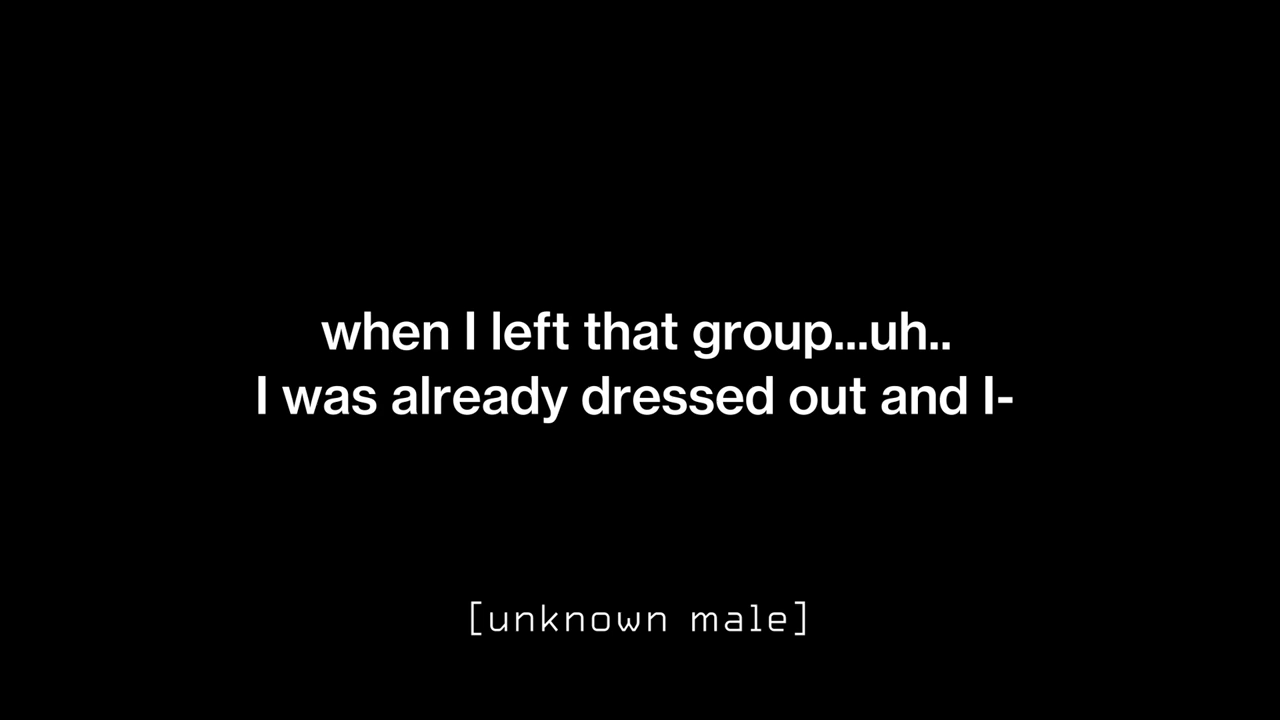 when I left that group...uh..
I was already dressed out and I-
[unknown male]